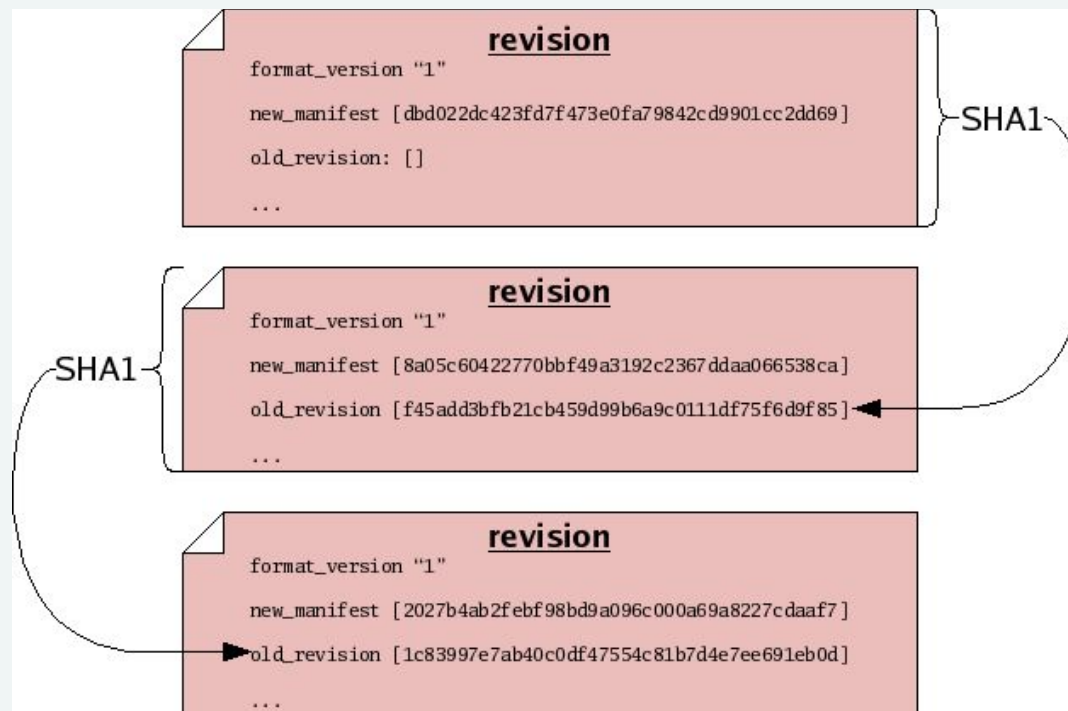 revision
format_version “1”
new_manifest [dbd022dc423fd7f473e0fa79842cd9901cc2dd69]
old_revision: []
...
SHA1
revision
format_version “1”
new_manifest [8a05c60422770bbf49a3192c2367ddaa066538ca]
old_revision [f45add3bfb21cb459d99b6a9c0111df75f6d9f85]
...
SHA1
revision
format_version “1”
new_manifest [2027b4ab2febf98bd9a096c000a69a8227cdaaf7]
old_revision [1c83997e7ab40c0df47554c81b7d4e7ee691eb0d]
...